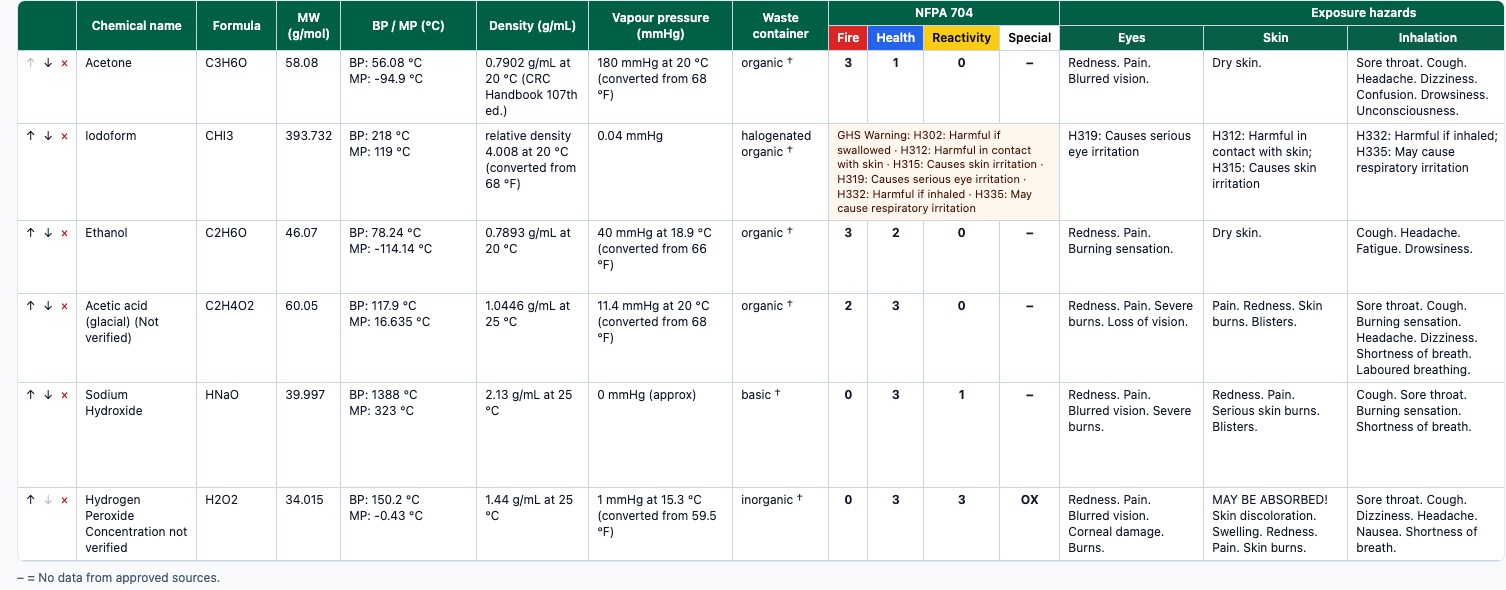 Chemical name Formula MW (g/mol) BP / MP (°C) Density (g/mL) Vapour pressure (mmHg) Waste container NFPA 704 Exposure hazards
Fire Health Reactivity Special Eyes Skin Inhalation
↑ ↓ × Acetone C3H6O 58.08 BP: 56.08 °C MP: -94.9 °C 0.7902 g/mL at 20 °C (CRC Handbook 107th ed.) 180 mmHg at 20 °C (converted from 68 °F) organic † 3 1 0 – Redness. Pain. Blurred vision. Dry skin. Sore throat. Cough. Headache. Dizziness. Confusion. Drowsiness. Unconsciousness.
↑ ↓ × Iodoform CHI3 393.732 BP: 218 °C MP: 119 °C relative density 4.008 at 20 °C (converted from 68 °F) 0.04 mmHg halogenated organic † GHS Warning: H302: Harmful if swallowed · H312: Harmful in contact with skin · H315: Causes skin irritation · H319: Causes serious eye irritation · H332: Harmful if inhaled · H335: May cause respiratory irritation H319: Causes serious eye irritation H312: Harmful in contact with skin; H315: Causes skin irritation H332: Harmful if inhaled; H335: May cause respiratory irritation
↑ ↓ × Ethanol C2H6O 46.07 BP: 78.24 °C MP: -114.14 °C 0.7893 g/mL at 20 °C 40 mmHg at 18.9 °C (converted from 66 °F) organic † 3 2 0 – Redness. Pain. Burning sensation. Dry skin. Cough. Headache. Fatigue. Drowsiness.
↑ ↓ × Acetic acid (glacial) (Not verified) C2H4O2 60.05 BP: 117.9 °C MP: 16.635 °C 1.0446 g/mL at 25 °C 11.4 mmHg at 20 °C (converted from 68 °F) organic † 2 3 0 – Redness. Pain. Severe burns. Loss of vision. Pain. Redness. Skin burns. Blisters. Sore throat. Cough. Burning sensation. Headache. Dizziness. Shortness of breath. Laboured breathing.
↑ ↓ × Sodium Hydroxide HNaO 39.997 BP: 1388 °C MP: 323 °C 2.13 g/mL at 25 °C 0 mmHg (approx) basic † 0 3 1 – Redness. Pain. Blurred vision. Severe burns. Redness. Pain. Serious skin burns. Blisters. Cough. Sore throat. Burning sensation. Shortness of breath.
↑ ↓ × Hydrogen Peroxide Concentration not verified H2O2 34.015 BP: 150.2 °C MP: -0.43 °C 1.44 g/mL at 25 °C 1 mmHg at 15.3 °C (converted from 59.5 °F) inorganic † 0 3 3 OX Redness. Pain. Blurred vision. Corneal damage. Burns. MAY BE ABSORBED! Skin discoloration. Swelling. Redness. Pain. Skin burns. Sore throat. Cough. Dizziness. Headache. Nausea. Shortness of breath.
– = No data from approved sources.